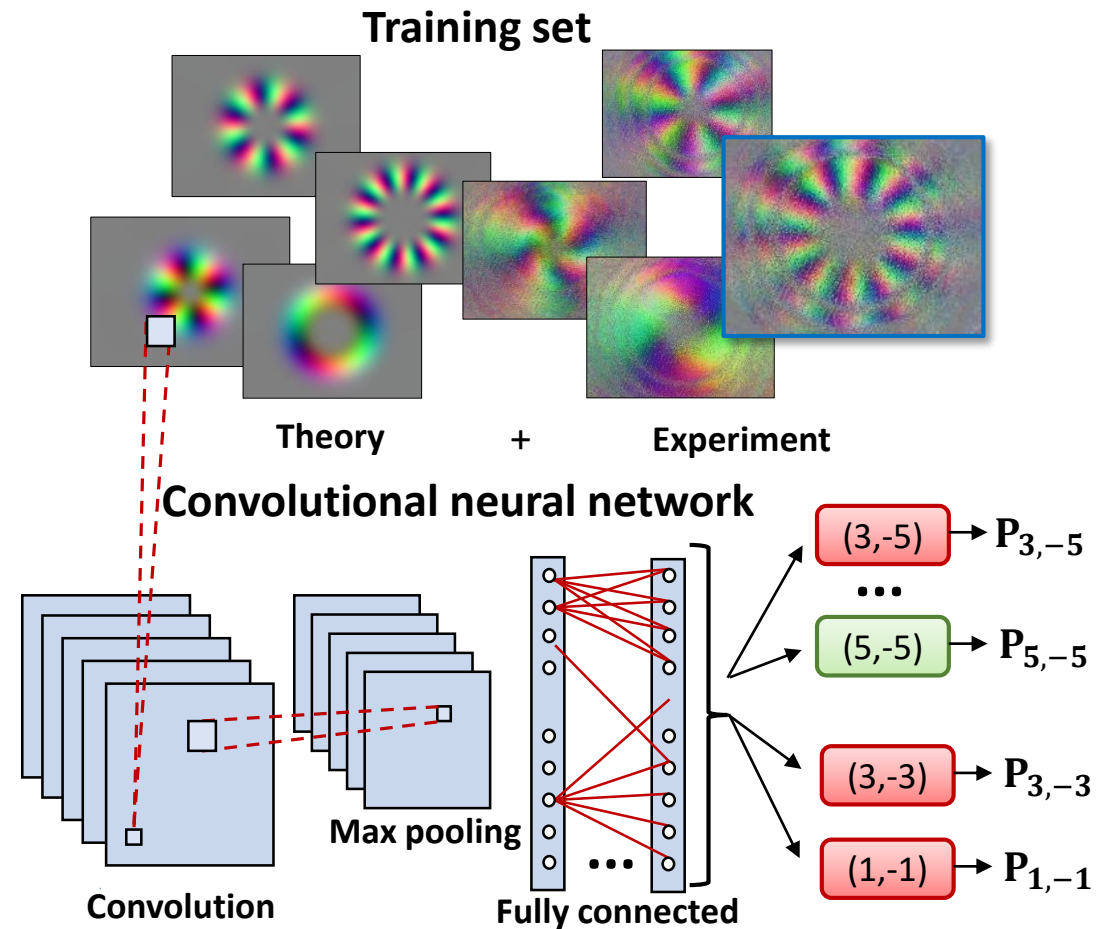 Training set
Theory + Experiment
Convolutional neural network
(3,-5) P₃,₋₅
...
(5,-5) P₅,₋₅
(3,-3) P₃,₋₃
Max pooling
(1,-1) P₁,₋₁
...
Convolution
Fully connected